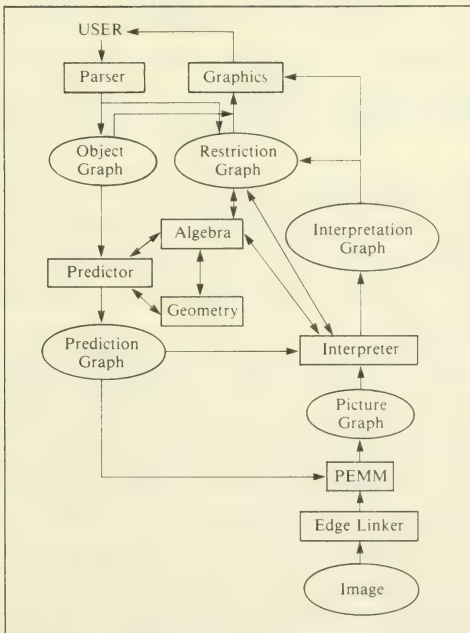 USER
Parser
Graphics
Object
Graph
Restriction
Graph
Algebra
Interpretation
Graph
Predictor
Geometry
Prediction
Graph
Interpreter
Picture
Graph
PEMM
Edge Linker
Image